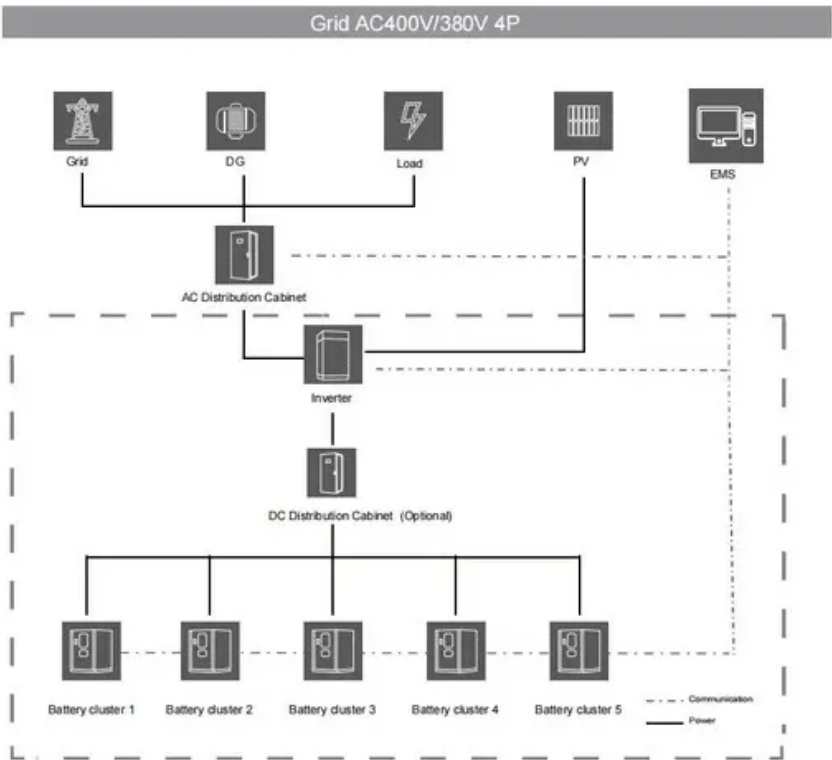 Grid AC400V/380V 4P
Grid
DG
Load
PV
EMS
AC Distribution Cabinet
Inverter
DC Distribution Cabinet (Optional)
Battery cluster 1
Battery cluster 2
Battery cluster 3
Battery cluster 4
Battery cluster 5
Communication
Power